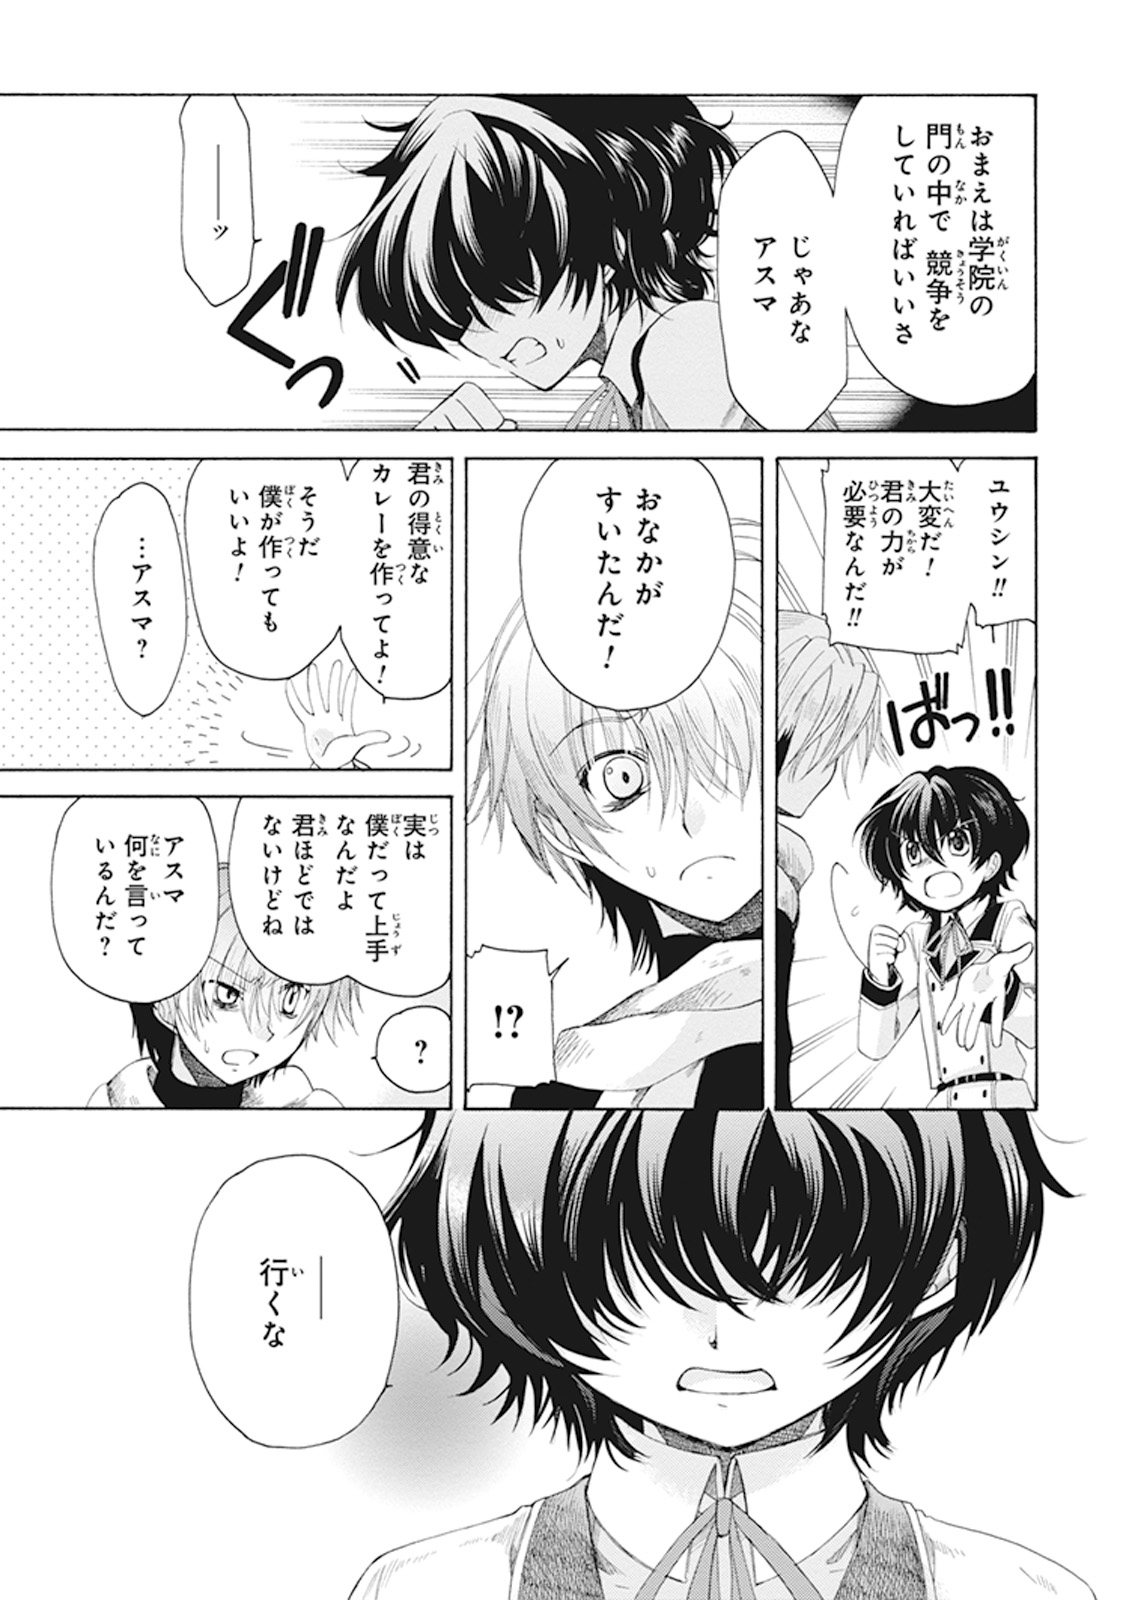 おまえは学院の
門の中で競争を
していればいいさ
じゃあな
アスマ
ぐっ
──ッ
ユウシン!!
大変だ！
君の力が
必要なんだ!!
ばっ!!
おなかが
すいたんだ！
!?
君の得意な
カレーを作ってよ！
そうだ
僕が作っても
いいよ！
…アスマ？
実は
僕だって上手
なんだよ
君ほどでは
ないけどね
？
アスマ
何を言って
いるんだ？
──
行くな